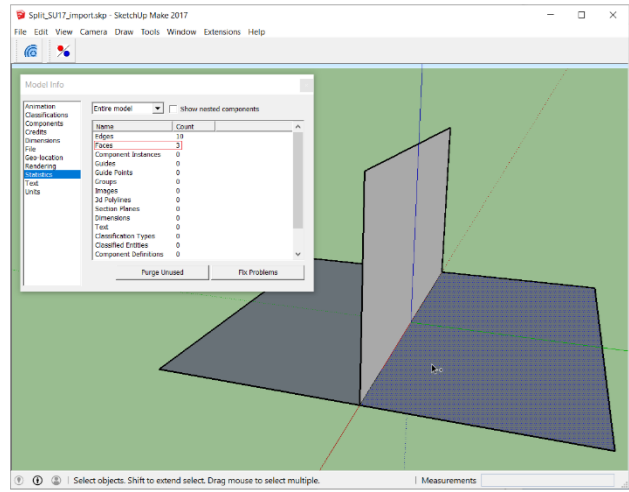 Split_SU17_import.skp - SketchUp Make 2017
File Edit View Camera Draw Tools Window Extensions Help
Model Info
Animation
Classifications
Components
Credits
Dimensions
File
Geo-location
Rendering
Statistics
Text
Units
Entire model Show nested components
Name Count
Edges 10
Faces 3
Component Instances 0
Guides 0
Guide Points 0
Groups 0
Images 0
3d Polylines 0
Section Planes 0
Dimensions 0
Text 0
Classification Types 0
Classified Entities 0
Component Definitions 0
Purge Unused Fix Problems
Select objects. Shift to extend select. Drag mouse to select multiple. Measurements